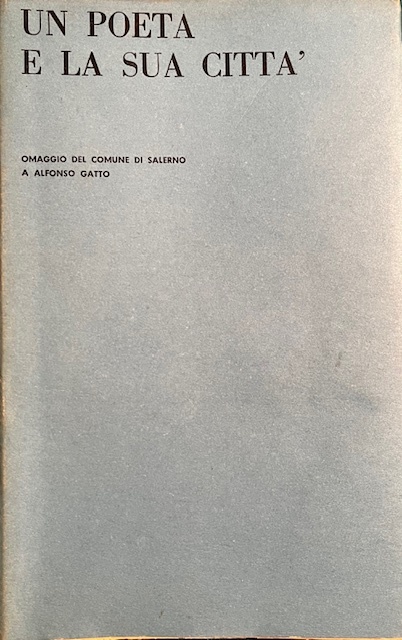 UN POETA
E LA SUA CITTA'
OMAGGIO DEL COMUNE DI SALERNO
A ALFONSO GATTO